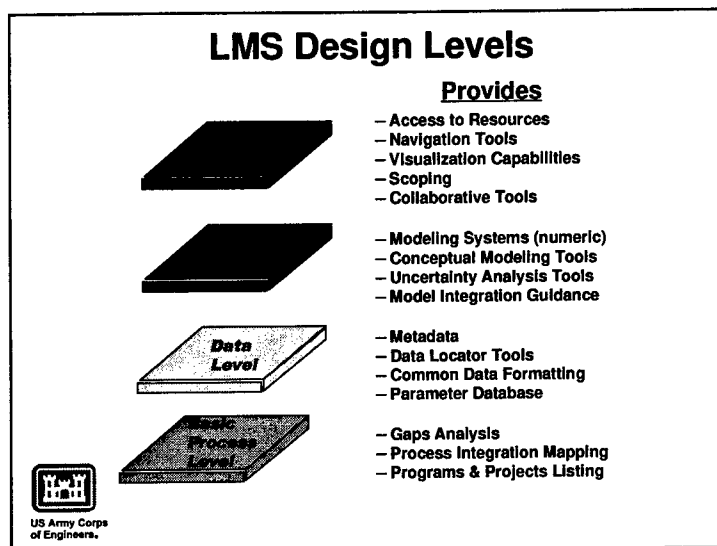 LMS Design Levels
Provides
– Access to Resources
– Navigation Tools
– Visualization Capabilities
– Scoping
– Collaborative Tools
– Modeling Systems (numeric)
– Conceptual Modeling Tools
– Uncertainty Analysis Tools
– Model Integration Guidance
Data
Level
– Metadata
– Data Locator Tools
– Common Data Formatting
– Parameter Database
Basic
Process
Level
– Gaps Analysis
– Process Integration Mapping
– Programs & Projects Listing
US Army Corps
of Engineers.